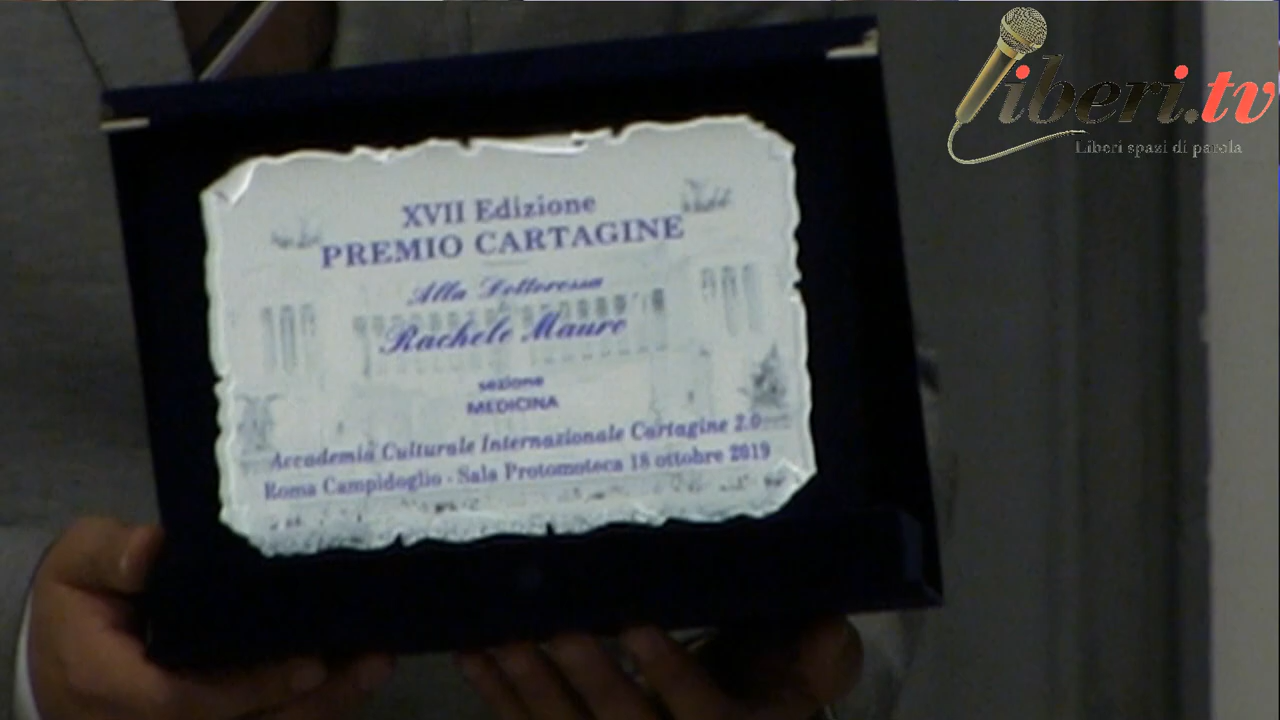 Liberi.tv
Liberi spazi di parola
XVII Edizione
PREMIO CARTAGINE
Alla Dottoressa
Rachele Mauro
sezione
MEDICINA
Accademia Culturale Internazionale Cartagine 2.0
Roma Campidoglio - Sala Protomoteca 18 ottobre 2019